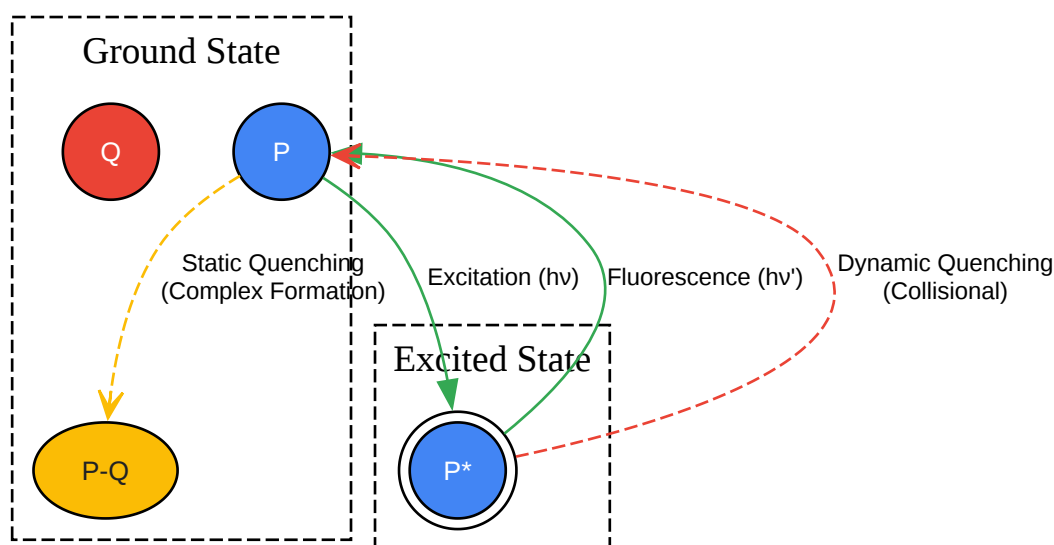 Ground State
Q
P
Static Quenching
(Complex Formation)
Excitation (hν)
Fluorescence (hν')
Dynamic Quenching
(Collisional)
Excited State
P-Q
P*